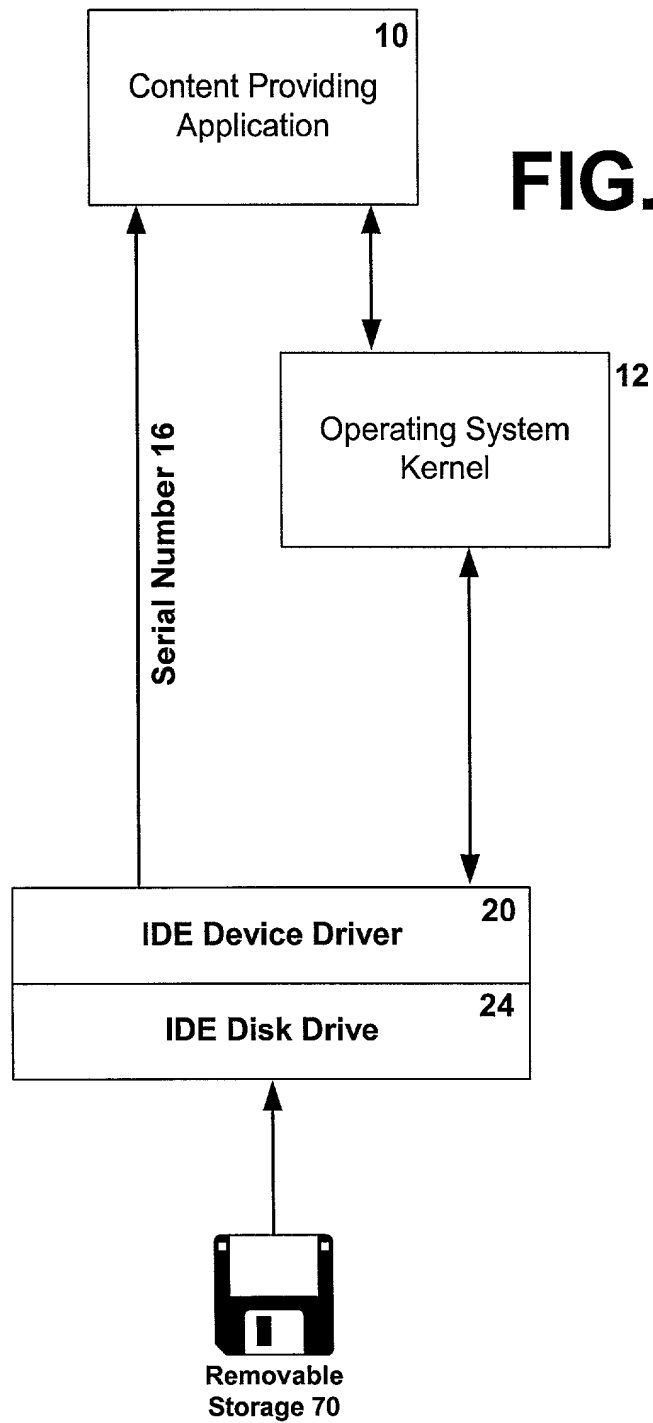 10
Content Providing
Application
FIG.
12
Operating System
Kernel
Serial Number 16
20
IDE Device Driver
24
IDE Disk Drive
Removable
Storage 70